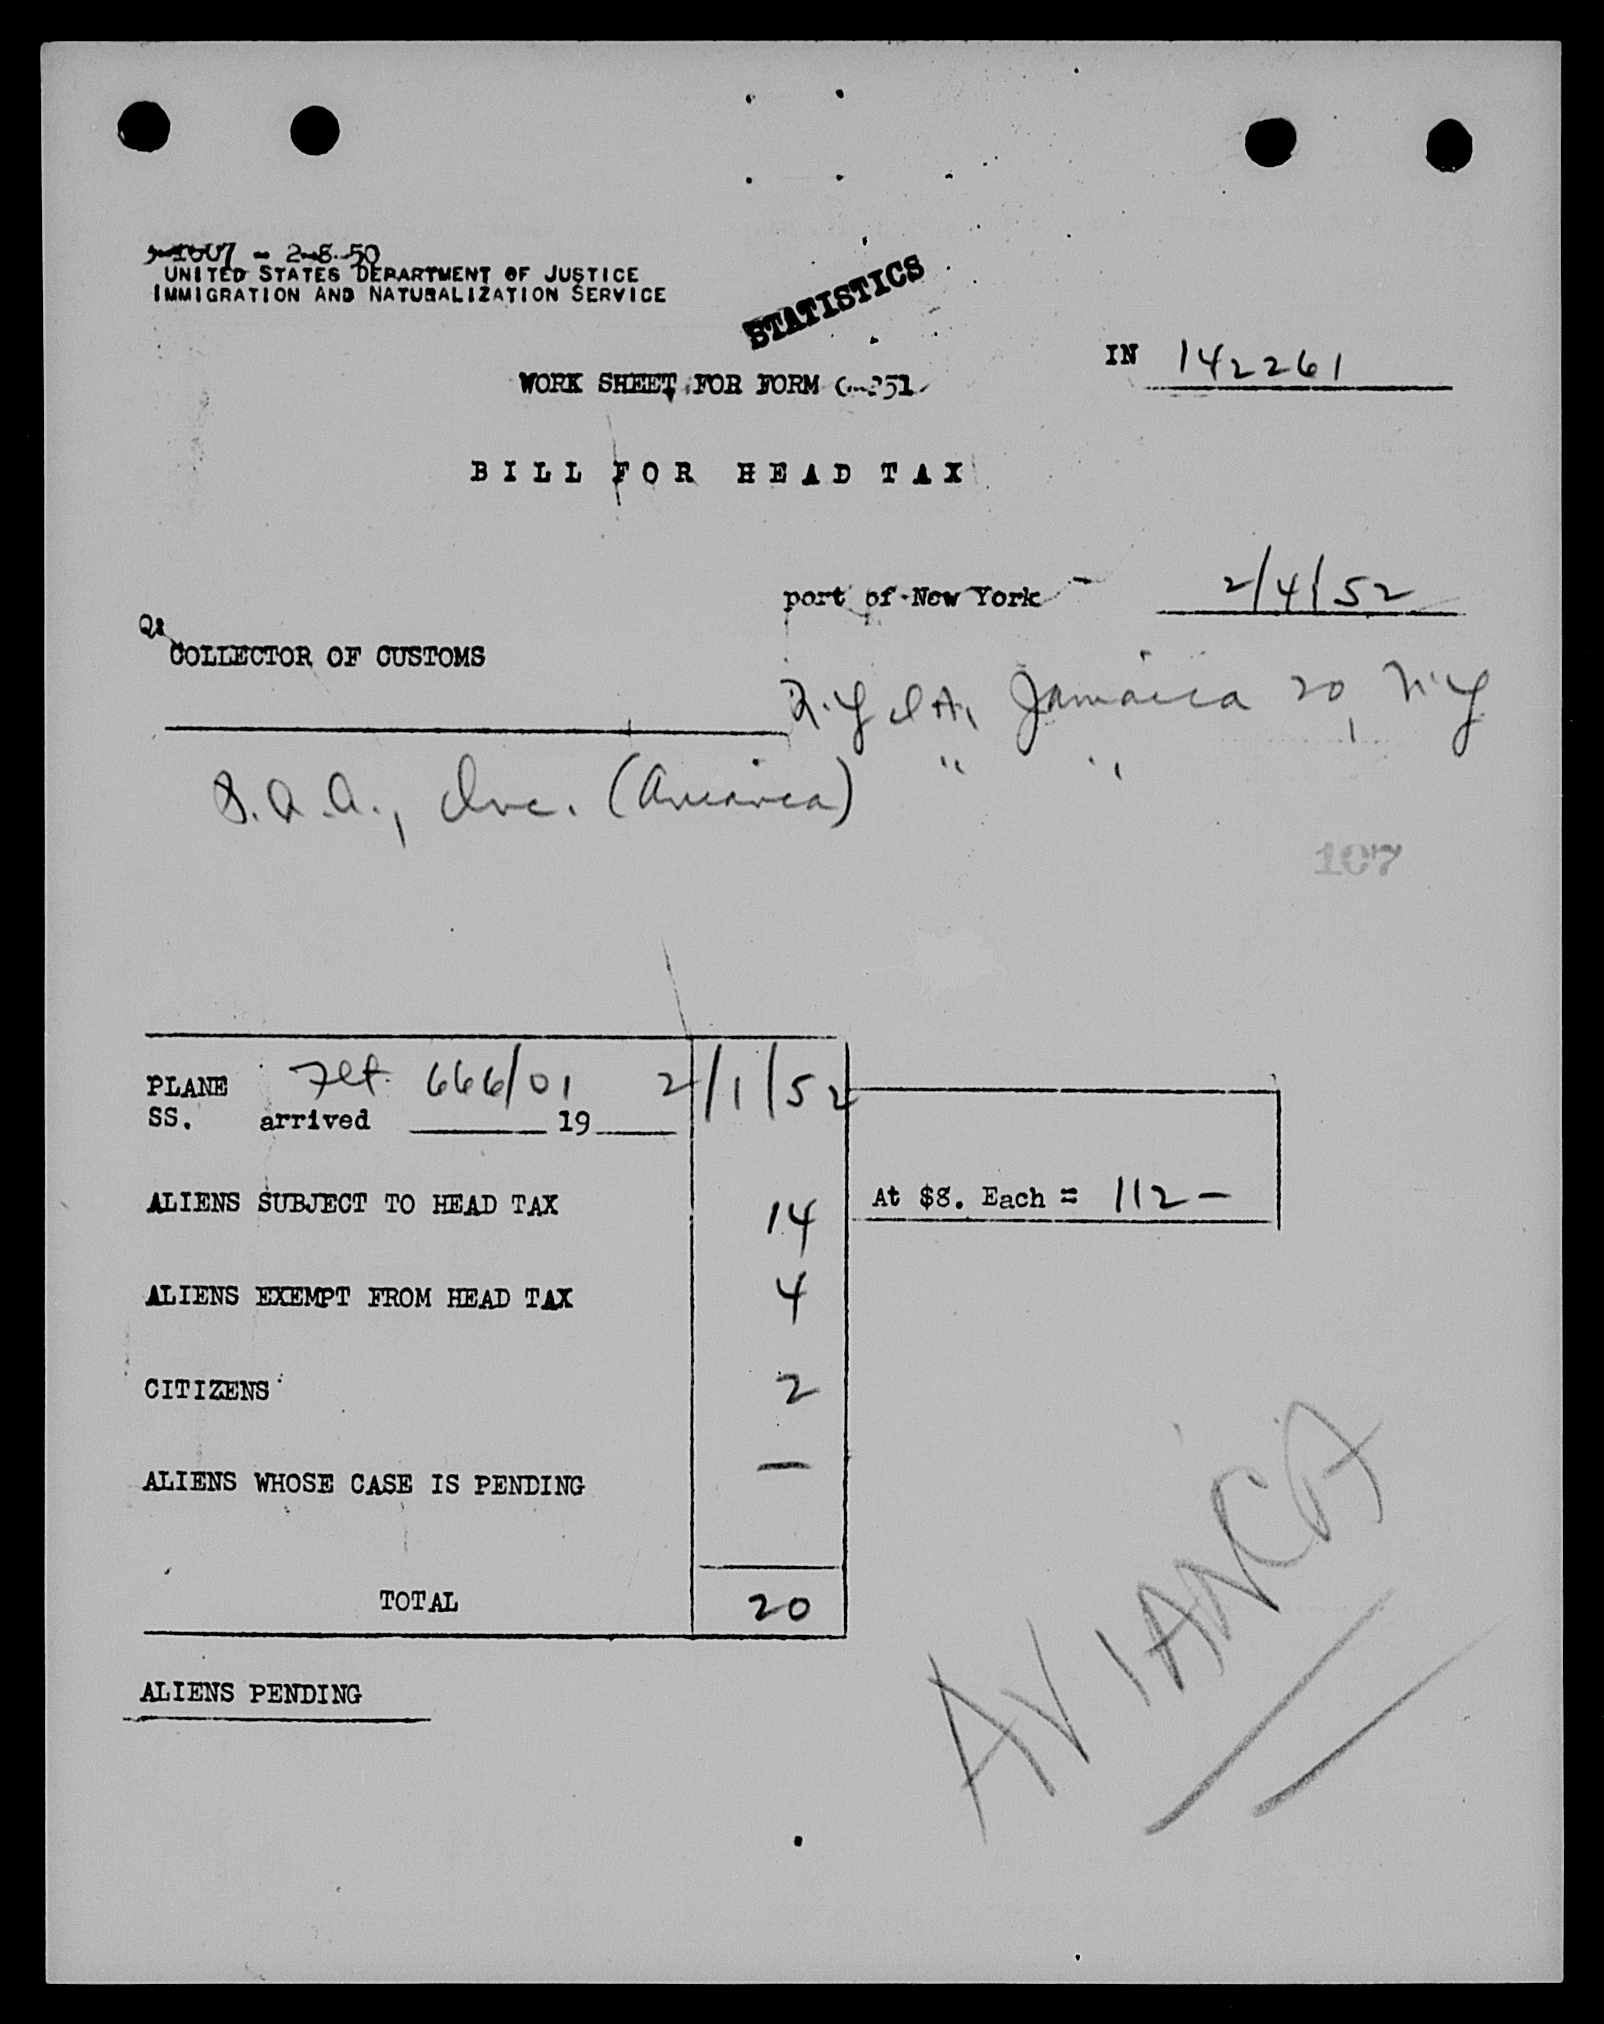 2-8-50
UNITED STATES DEPARTMENT OF JUSTICE
IMMIGRATION AND NATURALIZATION SERVICE
STATISTICS
IN 142261
WORK SHEET FOR FORM
BILL FOR HEAD TAX
port of New York 2/4/52
COLLECTOR OF CUSTOMS
N.Y.I.A., Jamaica 20, N.Y
S.A.A., Inc. (Avianca) " "
107
PLANE Flt. 666/01 2/1/52
SS. arrived ______ 19____
ALIENS SUBJECT TO HEAD TAX 14 At $8. Each = 112 —
ALIENS EXEMPT FROM HEAD TAX 4
CITIZENS 2
ALIENS WHOSE CASE IS PENDING —
TOTAL 20
ALIENS PENDING
AVIANCA